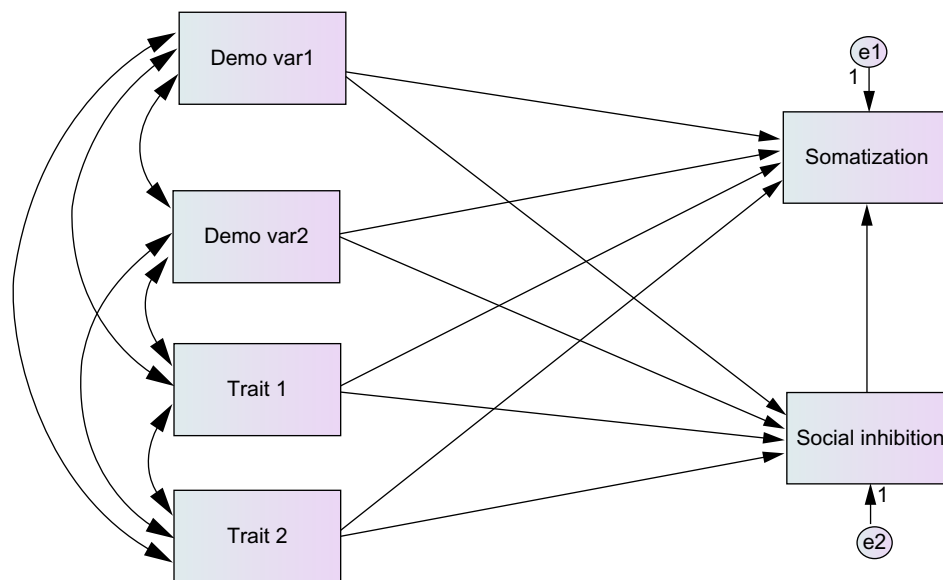 Demo var1
e1
1
Somatization
Demo var2
Trait 1
Social inhibition
1
Trait 2
e2